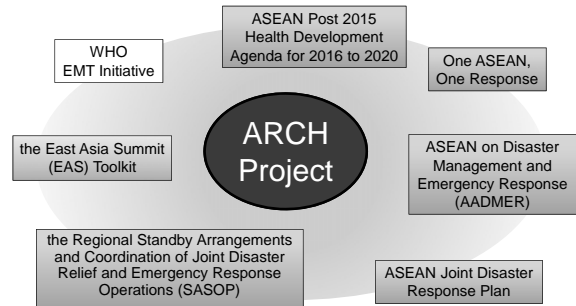 ASEAN Post 2015
Health Development
Agenda for 2016 to 2020
WHO
EMT Initiative
One ASEAN,
One Response
ARCH
Project
the East Asia Summit
(EAS) Toolkit
ASEAN on Disaster
Management and
Emergency Response
(AADMER)
the Regional Standby Arrangements
and Coordination of Joint Disaster
Relief and Emergency Response
Operations (SASOP)
ASEAN Joint Disaster
Response Plan